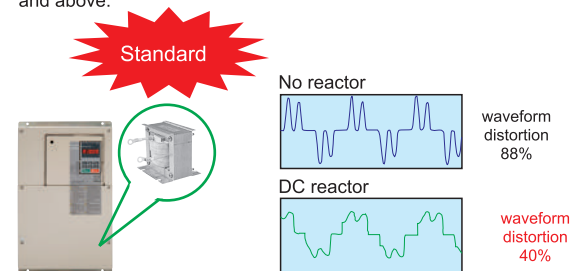 and above.
Standard
No reactor
waveform
distortion
88%
DC reactor
waveform
distortion
40%